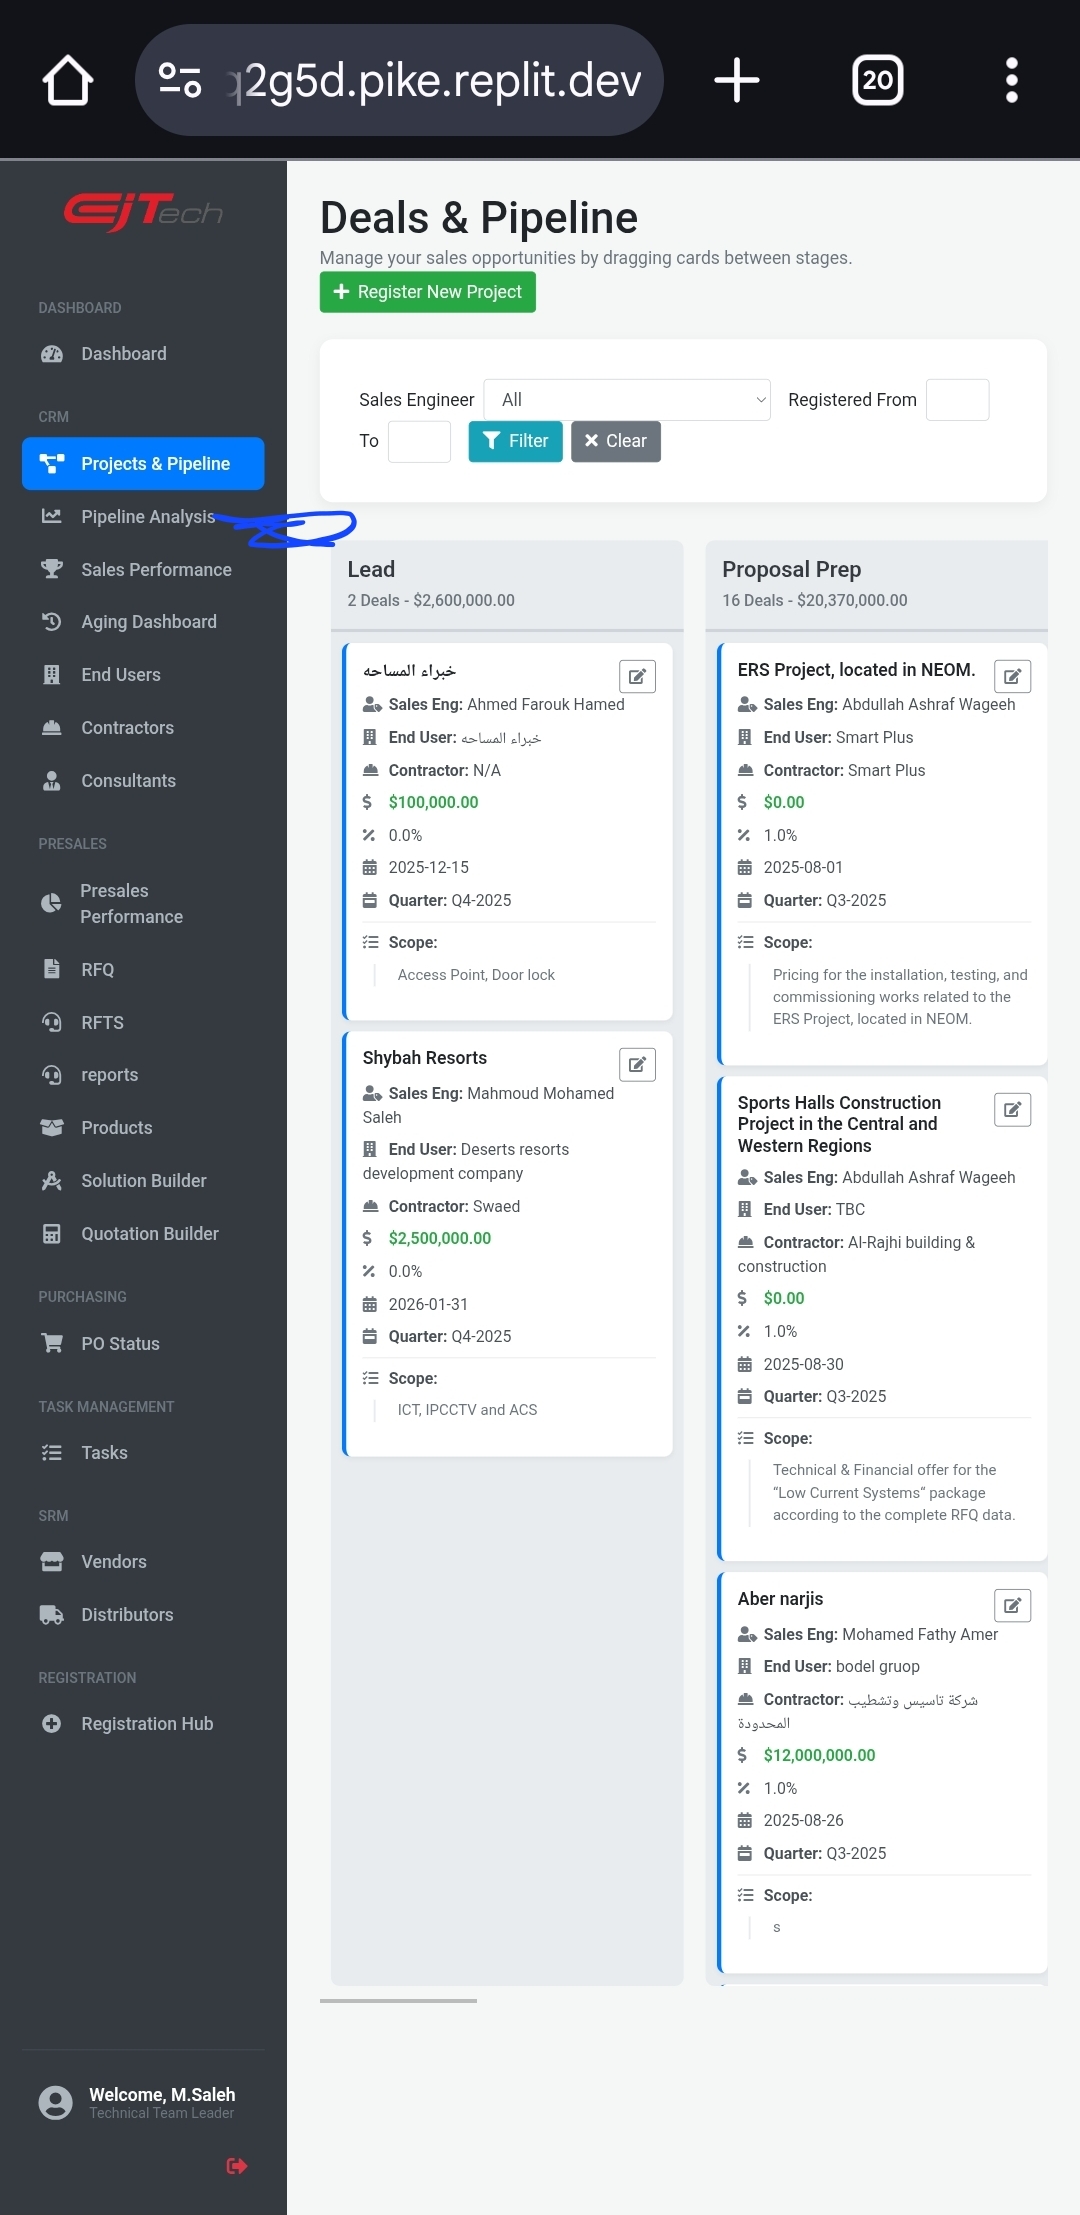 q2g5d.pike.replit.dev
20
EJTech
Deals & Pipeline
Manage your sales opportunities by dragging cards between stages.
Register New Project
DASHBOARD
Dashboard
CRM
Projects & Pipeline
Pipeline Analysis
Sales Performance
Aging Dashboard
End Users
Contractors
Consultants
PRESALES
Presales
Performance
RFQ
RFTS
reports
Products
Solution Builder
Quotation Builder
PURCHASING
PO Status
TASK MANAGEMENT
Tasks
SRM
Vendors
Distributors
REGISTRATION
Registration Hub
Welcome, M.Saleh
Technical Team Leader
Sales Engineer All Registered From
To Filter Clear
Lead
2 Deals - $2,600,000.00
خبراء المساحه
Sales Eng: Ahmed Farouk Hamed
End User: خبراء المساحه
Contractor: N/A
$ $100,000.00
% 0.0%
2025-12-15
Quarter: Q4-2025
Scope:
Access Point, Door lock
Shybah Resorts
Sales Eng: Mahmoud Mohamed
Saleh
End User: Deserts resorts
development company
Contractor: Swaed
$ $2,500,000.00
% 0.0%
2026-01-31
Quarter: Q4-2025
Scope:
ICT, IPCCTV and ACS
Proposal Prep
16 Deals - $20,370,000.00
ERS Project, located in NEOM.
Sales Eng: Abdullah Ashraf Wageeh
End User: Smart Plus
Contractor: Smart Plus
$ $0.00
% 1.0%
2025-08-01
Quarter: Q3-2025
Scope:
Pricing for the installation, testing, and
commissioning works related to the
ERS Project, located in NEOM.
Sports Halls Construction
Project in the Central and
Western Regions
Sales Eng: Abdullah Ashraf Wageeh
End User: TBC
Contractor: Al-Rajhi building &
construction
$ $0.00
% 1.0%
2025-08-30
Quarter: Q3-2025
Scope:
Technical & Financial offer for the
“Low Current Systems” package
according to the complete RFQ data.
Aber narjis
Sales Eng: Mohamed Fathy Amer
End User: bodel gruop
Contractor: شركة تاسيس وتشطيب
المحدودة
$ $12,000,000.00
% 1.0%
2025-08-26
Quarter: Q3-2025
Scope:
s